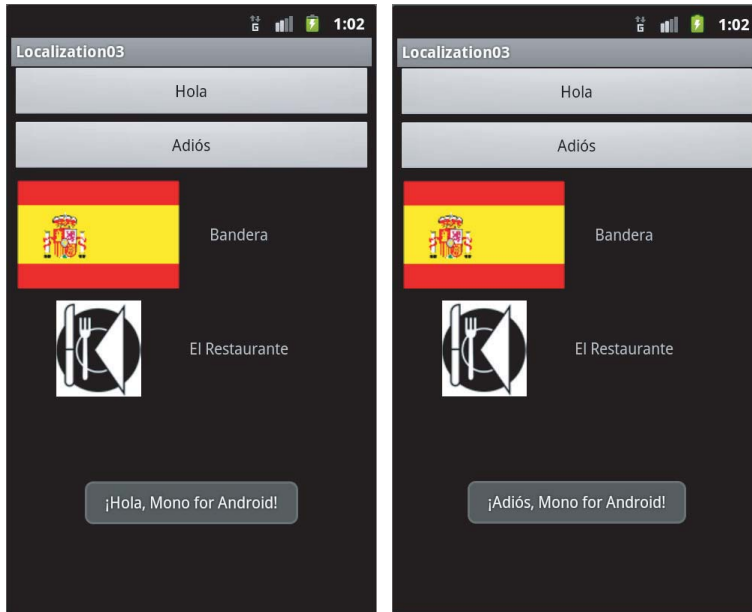 G 1:02
Localization03
Hola
Adiós
Bandera
El Restaurante
¡Hola, Mono for Android!
G 1:02
Localization03
Hola
Adiós
Bandera
El Restaurante
¡Adiós, Mono for Android!